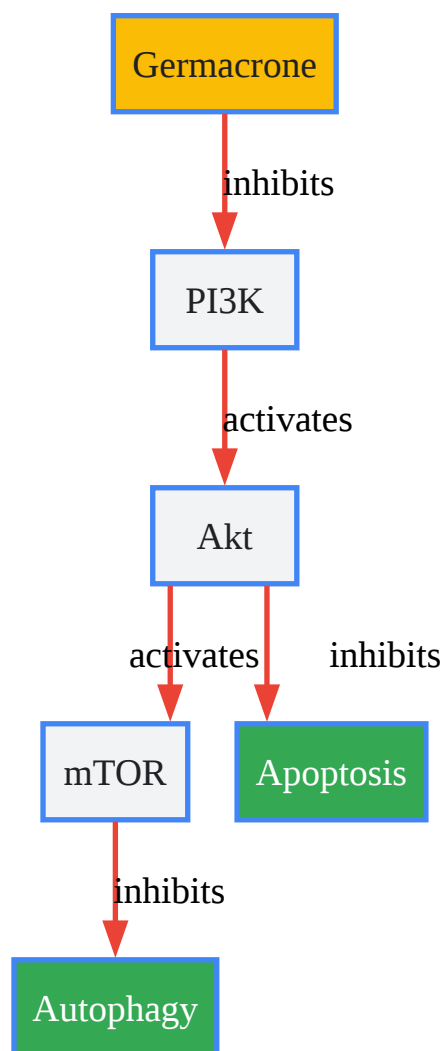 Germacrone
inhibits
PI3K
activates
Akt
activates
inhibits
mTOR
Apoptosis
inhibits
Autophagy